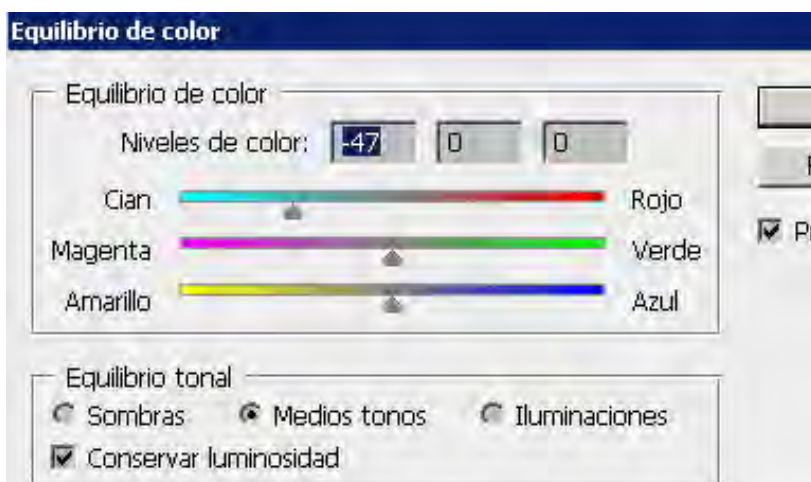 Equilibrio de color
Equilibrio de color
Niveles de color: -47 0 0
Cian Rojo
Magenta Verde
Amarillo Azul
Equilibrio tonal
Sombras Medios tonos Iluminaciones
Conservar luminosidad